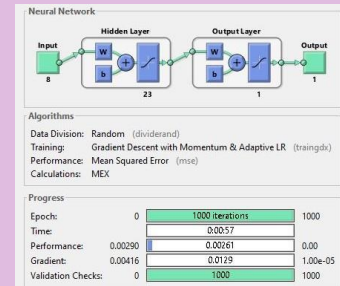 Neural Network
Hidden Layer
Output Layer
Input
Output
W
W
b
b
8
23
1
1
Algorithms
Data Division: Random (dividerand)
Training: Gradient Descent with Momentum & Adaptive LR (traingdx)
Performance: Mean Squared Error (mse)
Calculations: MEX
Progress
Epoch: 0 1000 iterations 1000
Time: 0:00:57
Performance: 0.00290 0.00261 0.00
Gradient: 0.00416 0.0129 1.00e-05
Validation Checks: 0 1000 1000